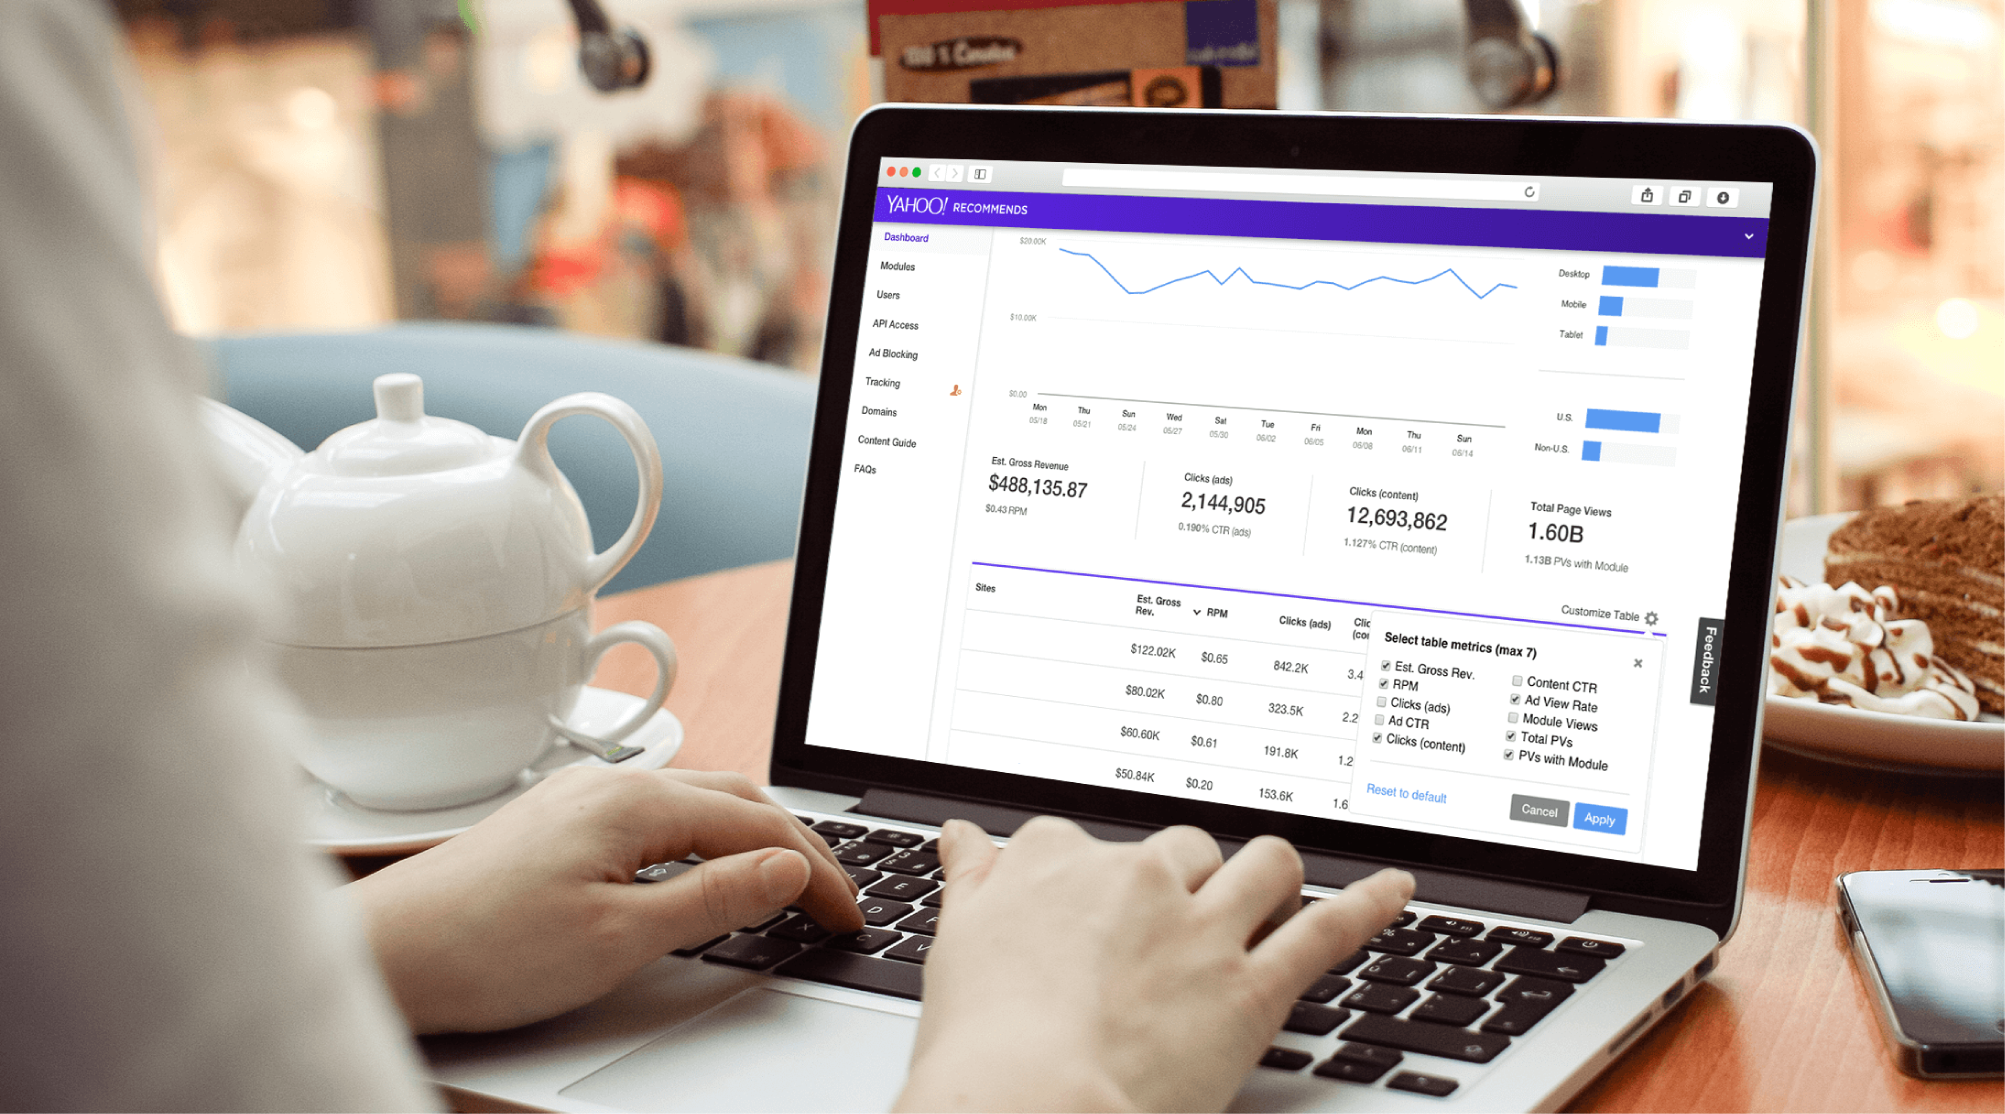 YAHOO! RECOMMENDS
Dashboard
Modules
Users
API Access
Ad Blocking
Tracking
Domains
Content Guide
FAQs
$20.00K
$10.00K
$0.00
Mon Thu Sun Wed Sat Tue Fri Mon Thu Sun
05/18 05/21 05/24 05/27 05/30 06/02 06/05 06/08 06/11 06/14
Desktop
Mobile
Tablet
U.S.
Non-U.S.
Est. Gross Revenue
$488,135.87
$0.43 RPM
Clicks (ads)
2,144,905
0.190% CTR (ads)
Clicks (content)
12,693,862
1.127% CTR (content)
Total Page Views
1.60B
1.13B PVs with Module
Customize Table
Sites Est. Gross Rev. RPM Clicks (ads)
$122.02K $0.65 842.2K 3.4
$80.02K $0.80 323.5K 2.2
$60.60K $0.61 191.8K 1.2
$50.84K $0.20 153.6K 1.6
Select table metrics (max 7)
Est. Gross Rev.
RPM
Clicks (ads)
Ad CTR
Clicks (content)
Content CTR
Ad View Rate
Module Views
Total PVs
PVs with Module
Reset to default
Cancel
Apply
Feedback
E
D
X
C
V